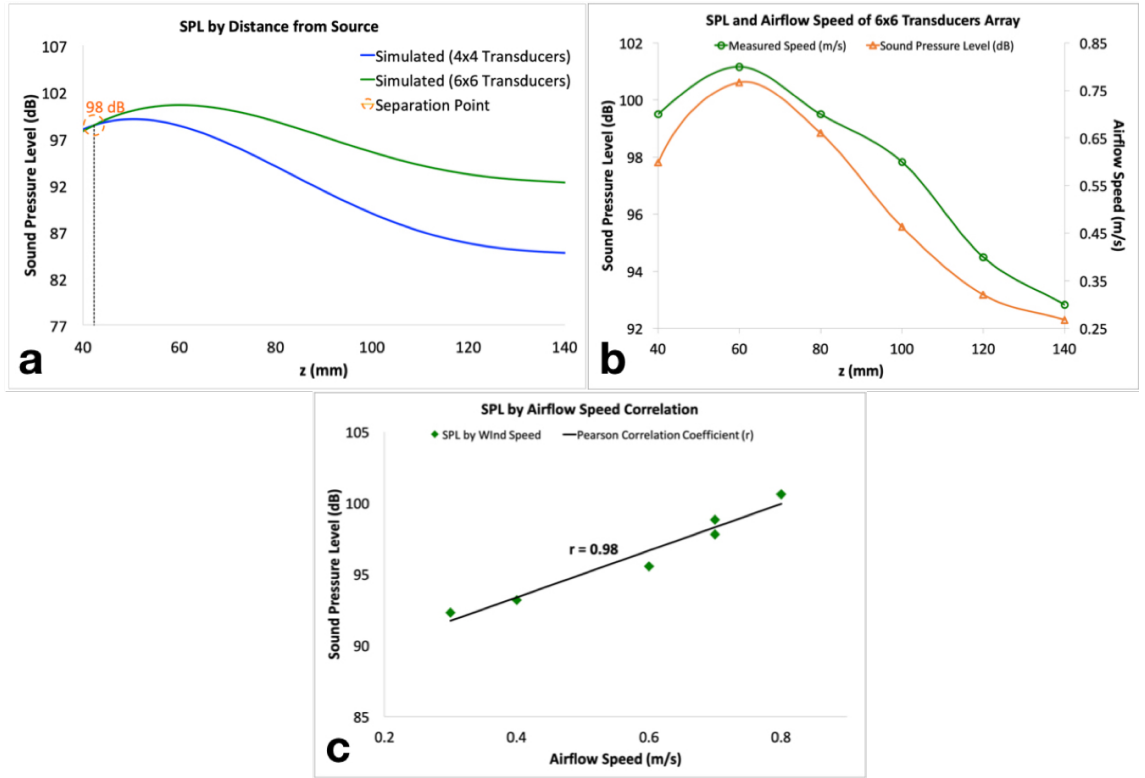 SPL by Distance from Source
107
102
97
92
87
82
77
Sound Pressure Level (dB)
Simulated (4x4 Transducers)
Simulated (6x6 Transducers)
Separation Point
98 dB
40 60 80 100 120 140
z (mm)
a
SPL and Airflow Speed of 6x6 Transducers Array
Measured Speed (m/s) Sound Pressure Level (dB)
102
100
98
96
94
92
Sound Pressure Level (dB)
0.85
0.75
0.65
0.55
0.45
0.35
0.25
Airflow Speed (m/s)
40 60 80 100 120 140
z (mm)
b
SPL by Airflow Speed Correlation
SPL by WInd Speed Pearson Correlation Coefficient (r)
105
100
95
90
85
Sound Pressure Level (dB)
r = 0.98
0.2 0.4 0.6 0.8
Airflow Speed (m/s)
c